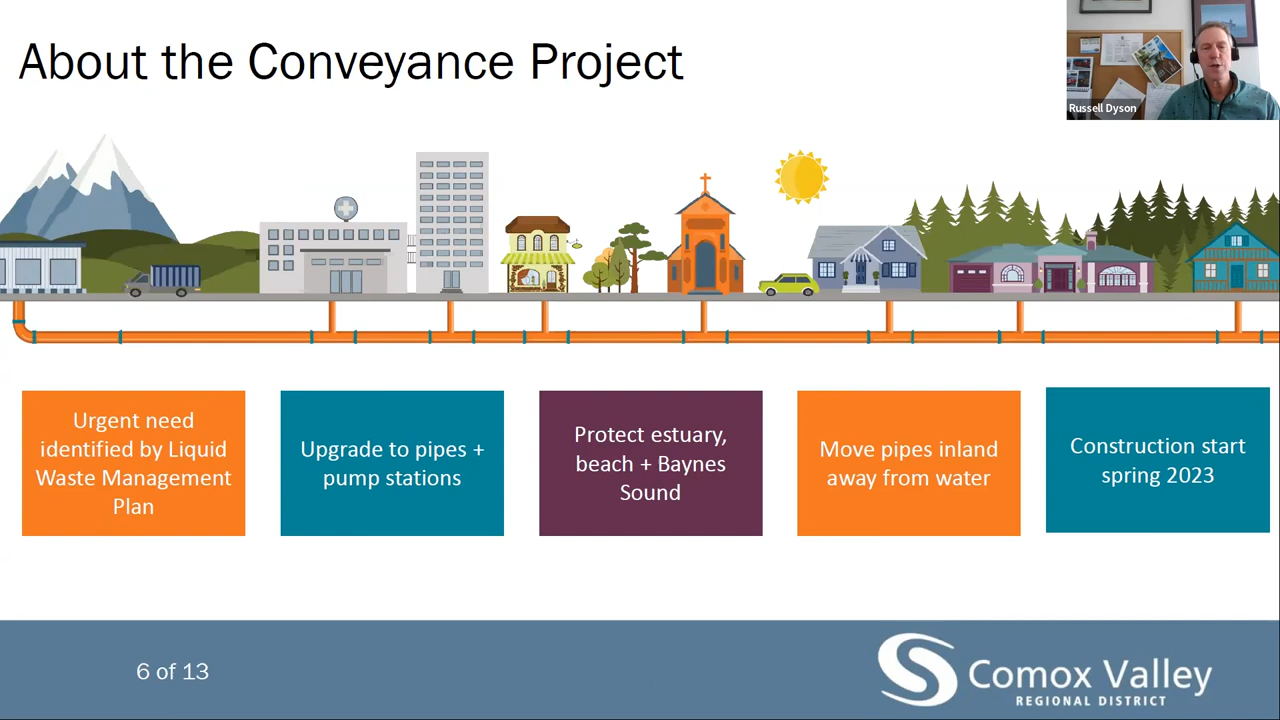 About the Conveyance Project
Russell Dyson
Urgent need
identified by Liquid
Waste Management
Plan
Upgrade to pipes +
pump stations
Protect estuary,
beach + Baynes
Sound
Move pipes inland
away from water
Construction start
spring 2023
6 of 13
Comox Valley
REGIONAL DISTRICT